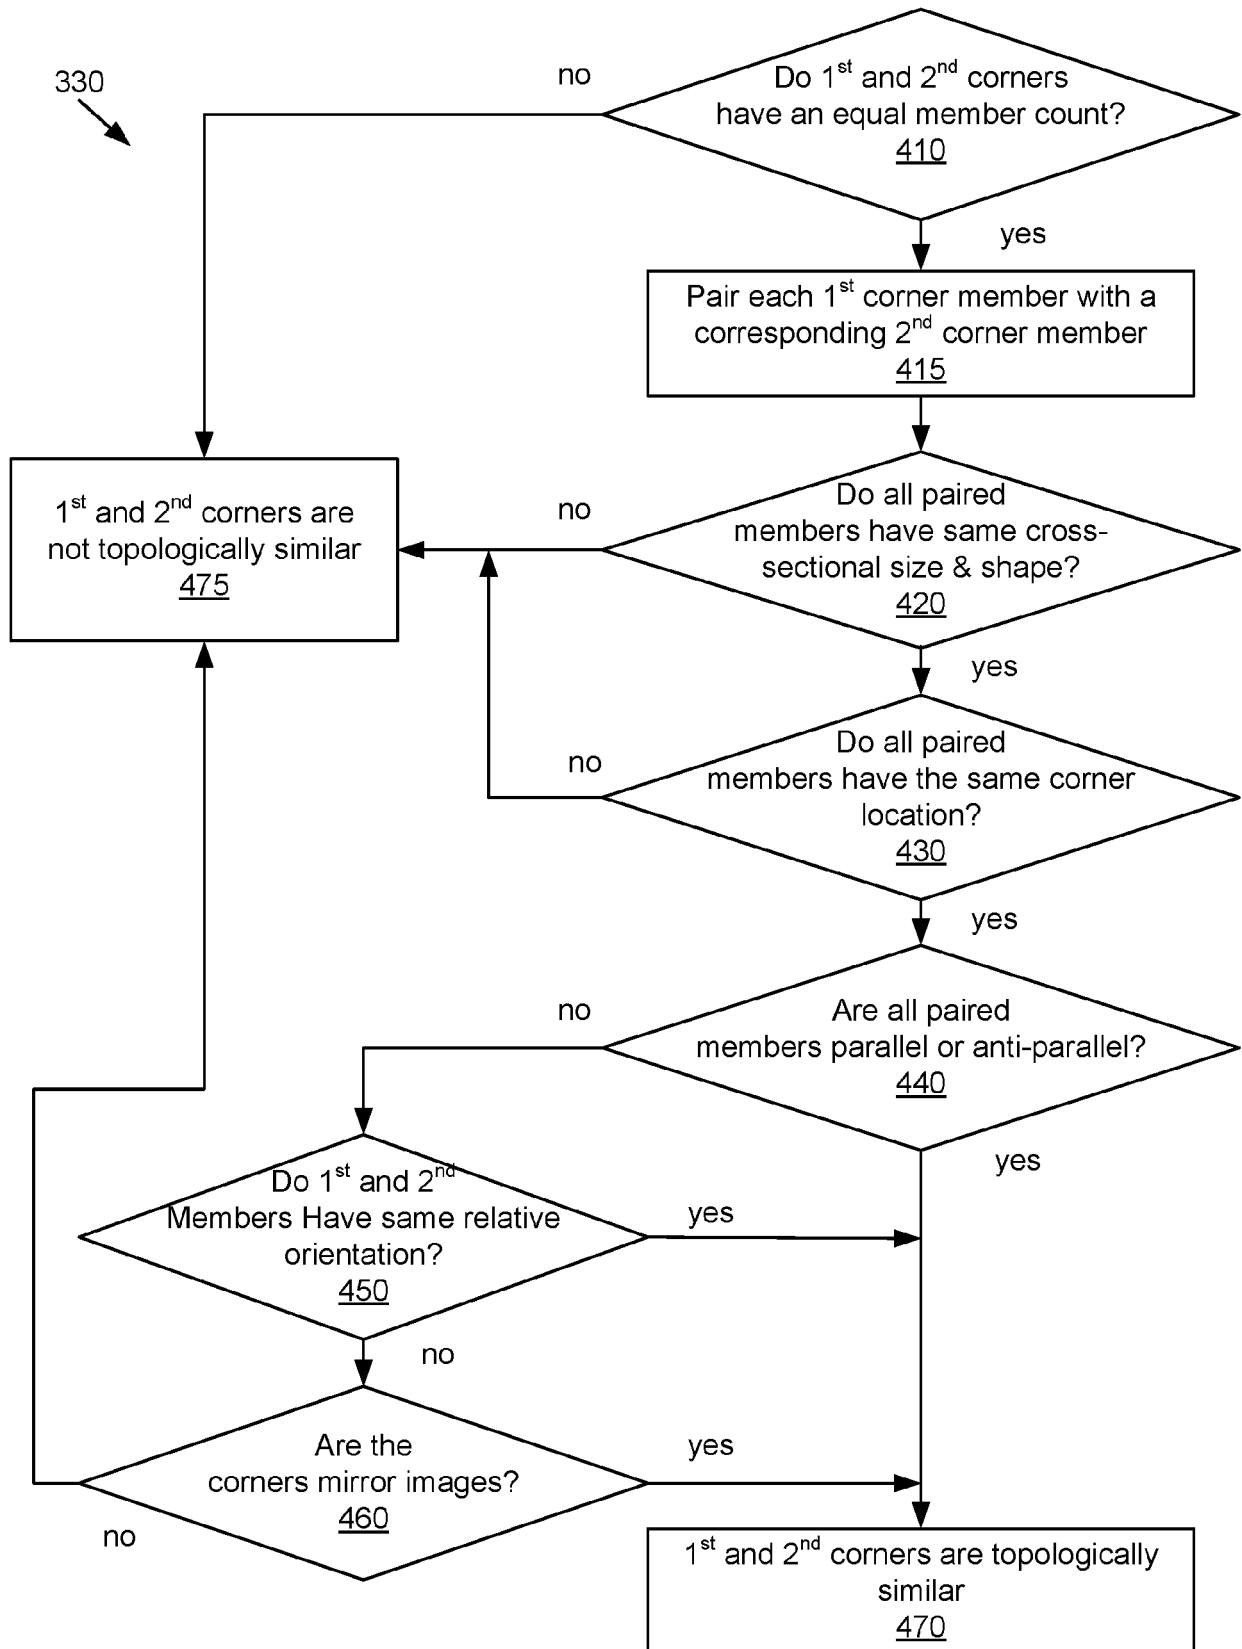 330
no
Do 1st and 2nd corners
have an equal member count?
410
yes
Pair each 1st corner member with a
corresponding 2nd corner member
415
1st and 2nd corners are
not topologically similar
475
no
Do all paired
members have same cross-
sectional size & shape?
420
yes
no
Do all paired
members have the same corner
location?
430
yes
no
Are all paired
members parallel or anti-parallel?
440
yes
Do 1st and 2nd
Members Have same relative
orientation?
450
yes
no
Are the
corners mirror images?
460
yes
no
1st and 2nd corners are topologically
similar
470